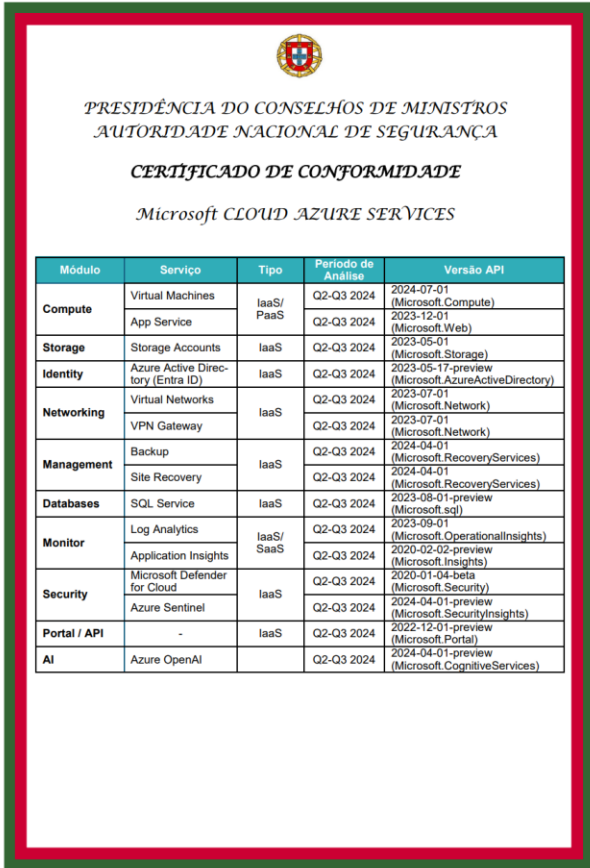 PRESIDÊNCIA DO CONSELHOS DE MINISTROS
AUTORIDADE NACIONAL DE SEGURANÇA
CERTIFICADO DE CONFORMIDADE
Microsoft CLOUD AZURE SERVICES
Módulo Serviço Tipo Período de Análise Versão API
Compute Virtual Machines IaaS/ PaaS Q2-Q3 2024 2024-07-01 (Microsoft.Compute)
App Service Q2-Q3 2024 2023-12-01 (Microsoft.Web)
Storage Storage Accounts IaaS Q2-Q3 2024 2023-05-01 (Microsoft.Storage)
Identity Azure Active Direc-tory (Entra ID) IaaS Q2-Q3 2024 2023-05-17-preview (Microsoft.AzureActiveDirectory)
Networking Virtual Networks IaaS Q2-Q3 2024 2023-07-01 (Microsoft.Network)
VPN Gateway Q2-Q3 2024 2023-07-01 (Microsoft.Network)
Management Backup IaaS Q2-Q3 2024 2024-04-01 (Microsoft.RecoveryServices)
Site Recovery Q2-Q3 2024 2024-04-01 (Microsoft.RecoveryServices)
Databases SQL Service IaaS Q2-Q3 2024 2023-08-01-preview (Microsoft.sql)
Monitor Log Analytics IaaS/ SaaS Q2-Q3 2024 2023-09-01 (Microsoft.OperationalInsights)
Application Insights Q2-Q3 2024 2020-02-02-preview (Microsoft.Insights)
Security Microsoft Defender for Cloud IaaS Q2-Q3 2024 2020-01-04-beta (Microsoft.Security)
Azure Sentinel Q2-Q3 2024 2024-04-01-preview (Microsoft.SecurityInsights)
Portal / API - IaaS Q2-Q3 2024 2022-12-01-preview (Microsoft.Portal)
AI Azure OpenAI Q2-Q3 2024 2024-04-01-preview (Microsoft.CognitiveServices)